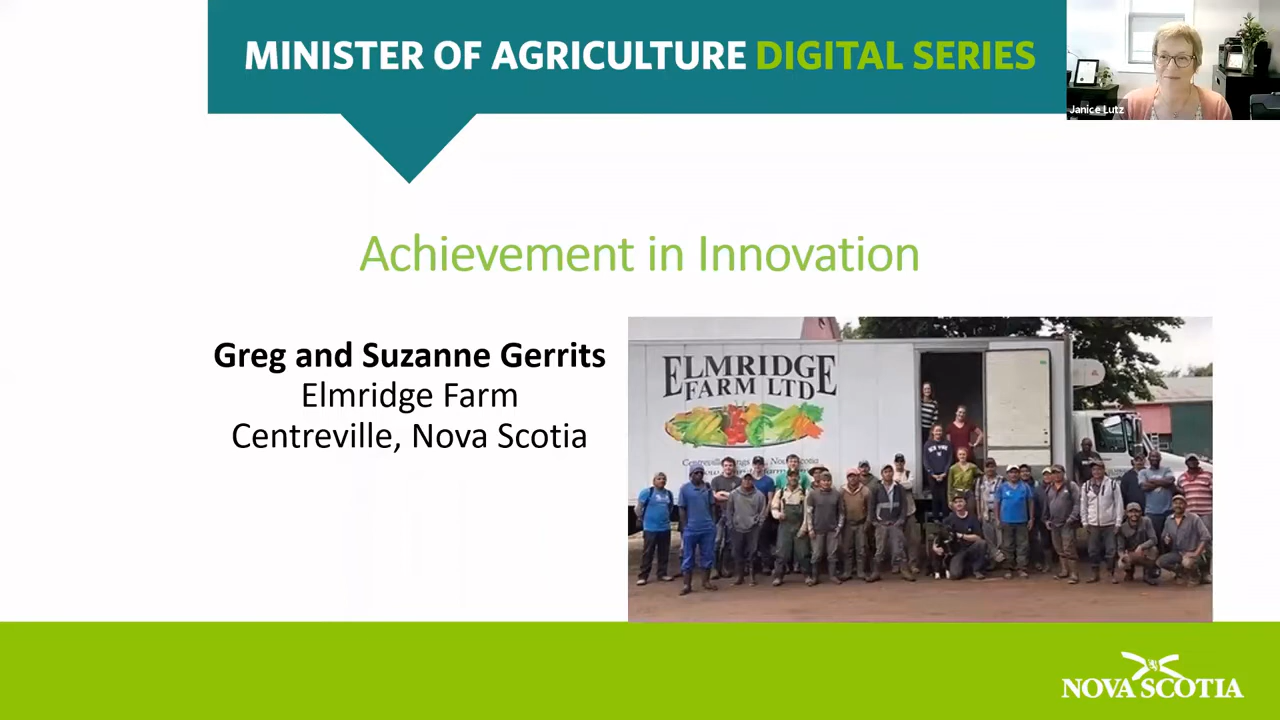 MINISTER OF AGRICULTURE DIGITAL SERIES
Janice Lutz
Achievement in Innovation
Greg and Suzanne Gerrits
Elmridge Farm
Centreville, Nova Scotia
ELMRIDGE
FARM LTD
NOVA SCOTIA